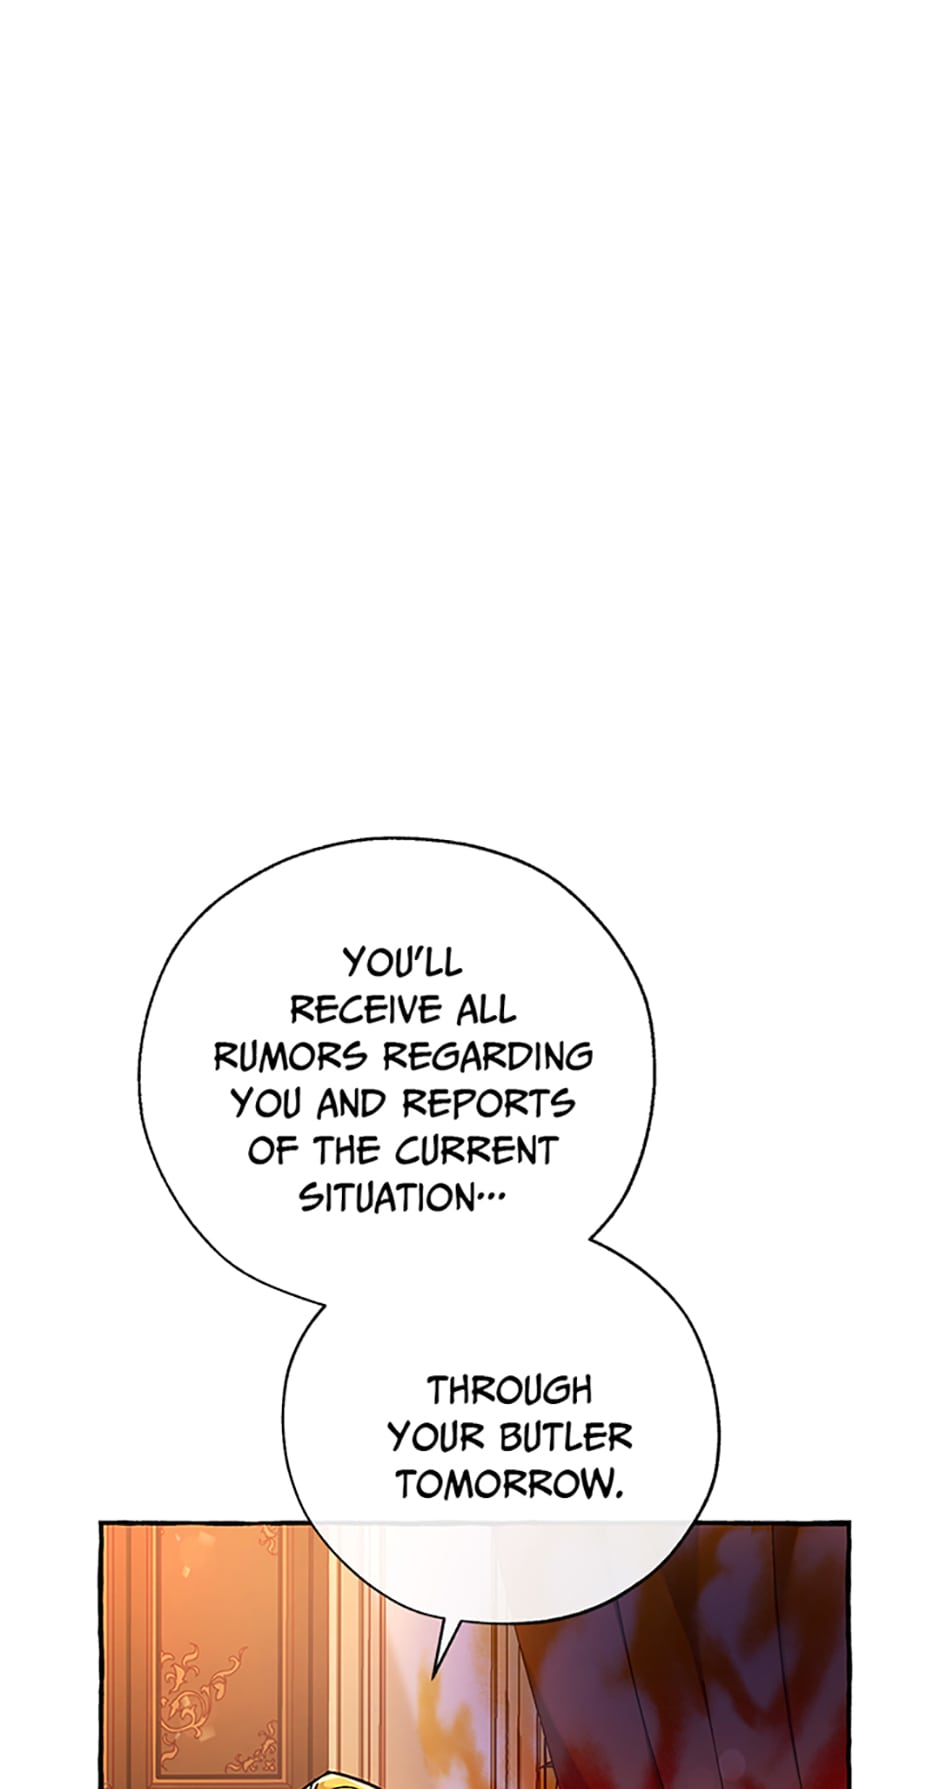 YOU'LL
RECEIVE ALL
RUMORS REGARDING
YOU AND REPORTS
OF THE CURRENT
SITUATION...
THROUGH
YOUR BUTLER
TOMORROW.